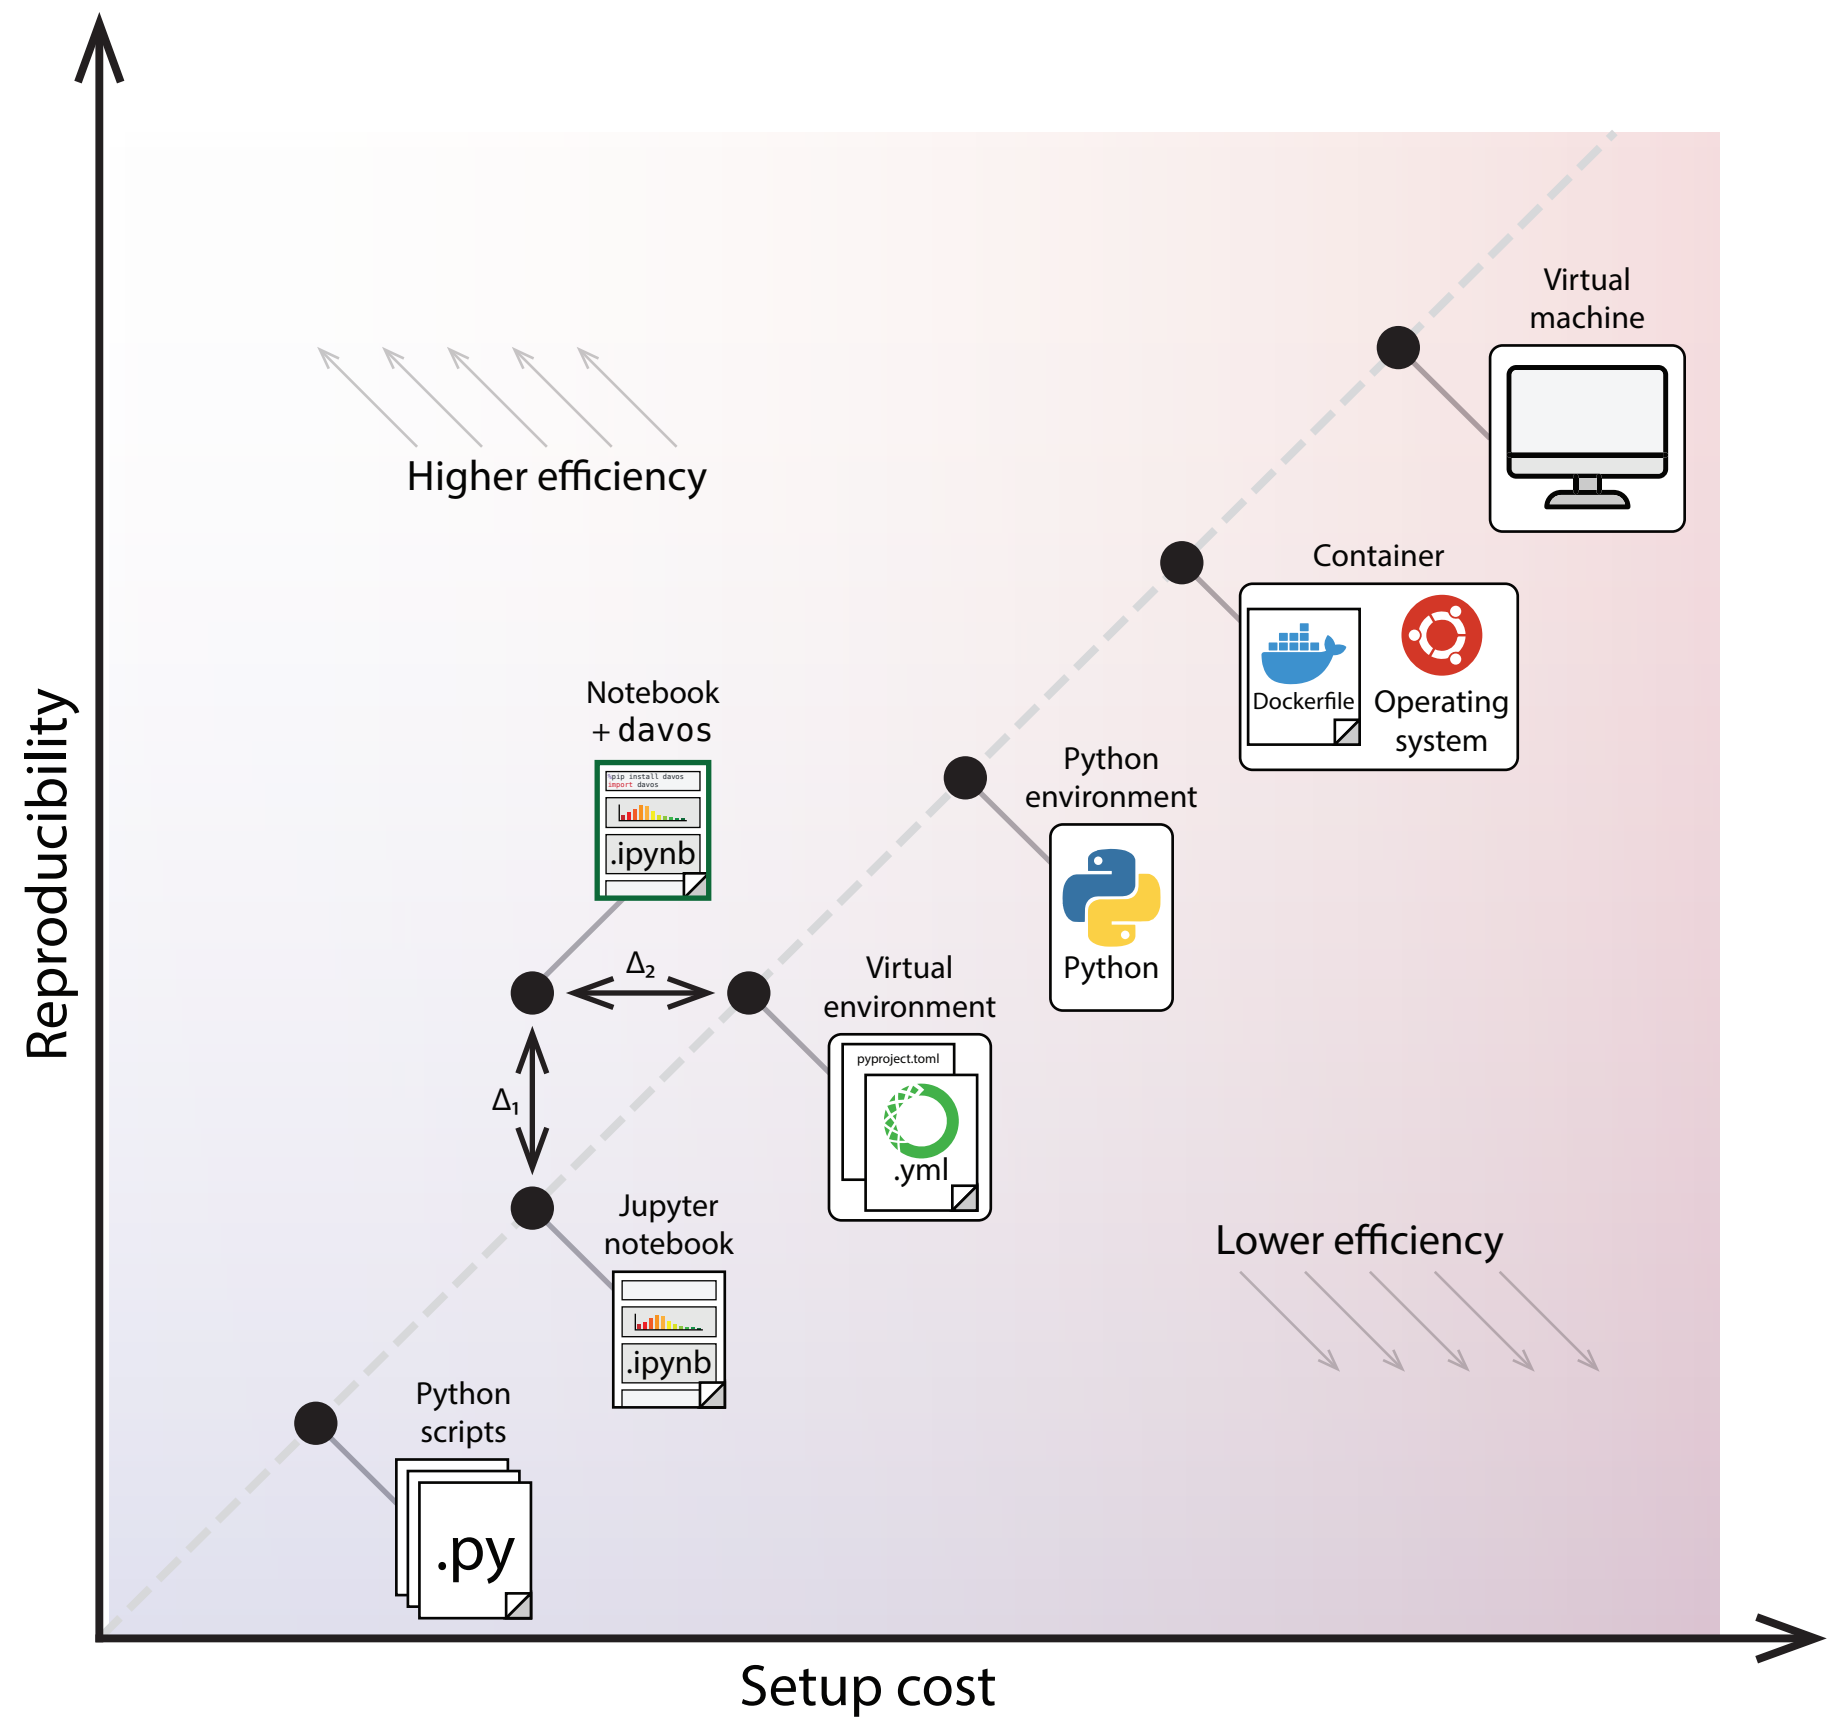 Reproducibility
Setup cost
Higher efficiency
Lower efficiency
Virtual
machine
Container
Dockerfile
Operating
system
Python
environment
Python
Notebook
+ davos
%pip install davos
import davos
.ipynb
Δ₂
Δ₁
Virtual
environment
pyproject.toml
.yml
Jupyter
notebook
.ipynb
Python
scripts
.py